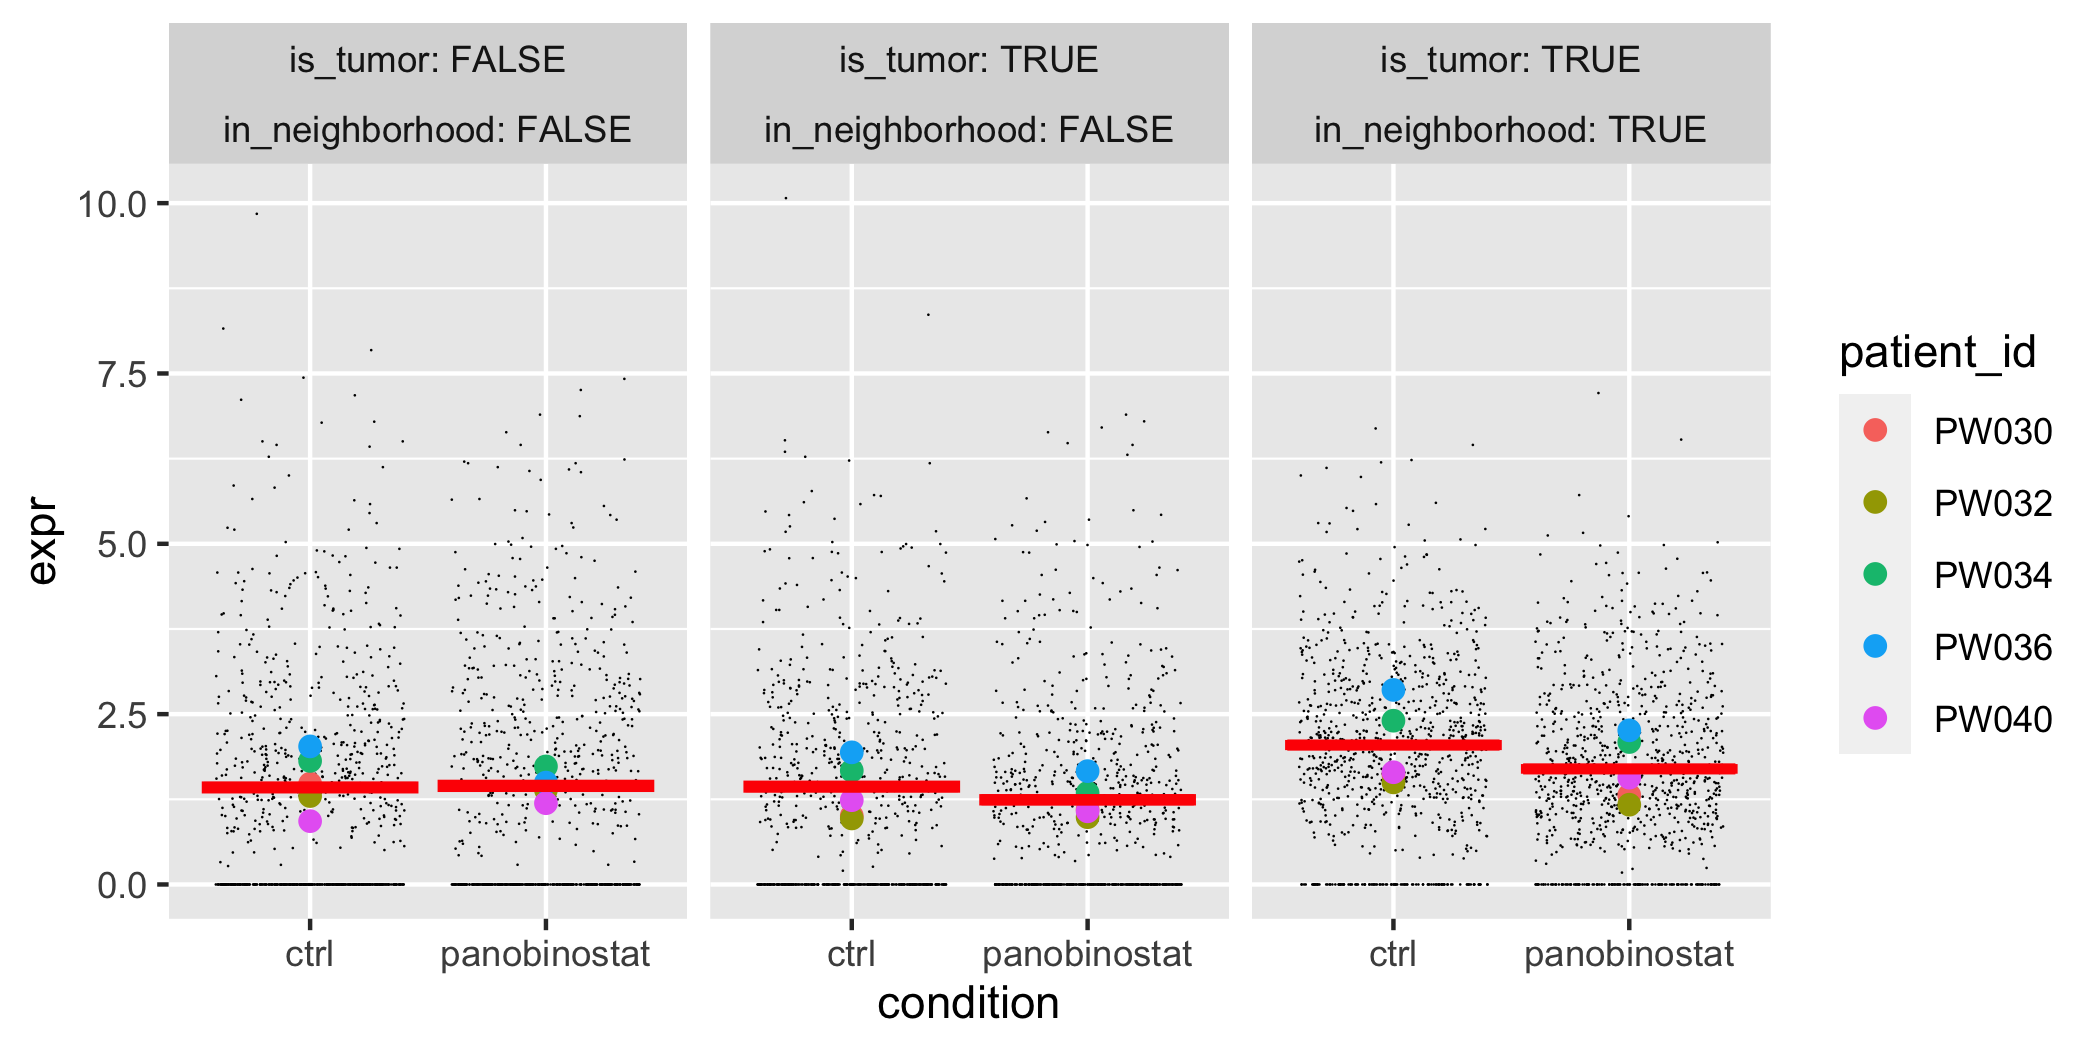 is_tumor: FALSE
in_neighborhood: FALSE
is_tumor: TRUE
in_neighborhood: FALSE
is_tumor: TRUE
in_neighborhood: TRUE
expr
10.0
7.5
5.0
2.5
0.0
ctrl
panobinostat
ctrl
panobinostat
ctrl
panobinostat
condition
patient_id
PW030
PW032
PW034
PW036
PW040